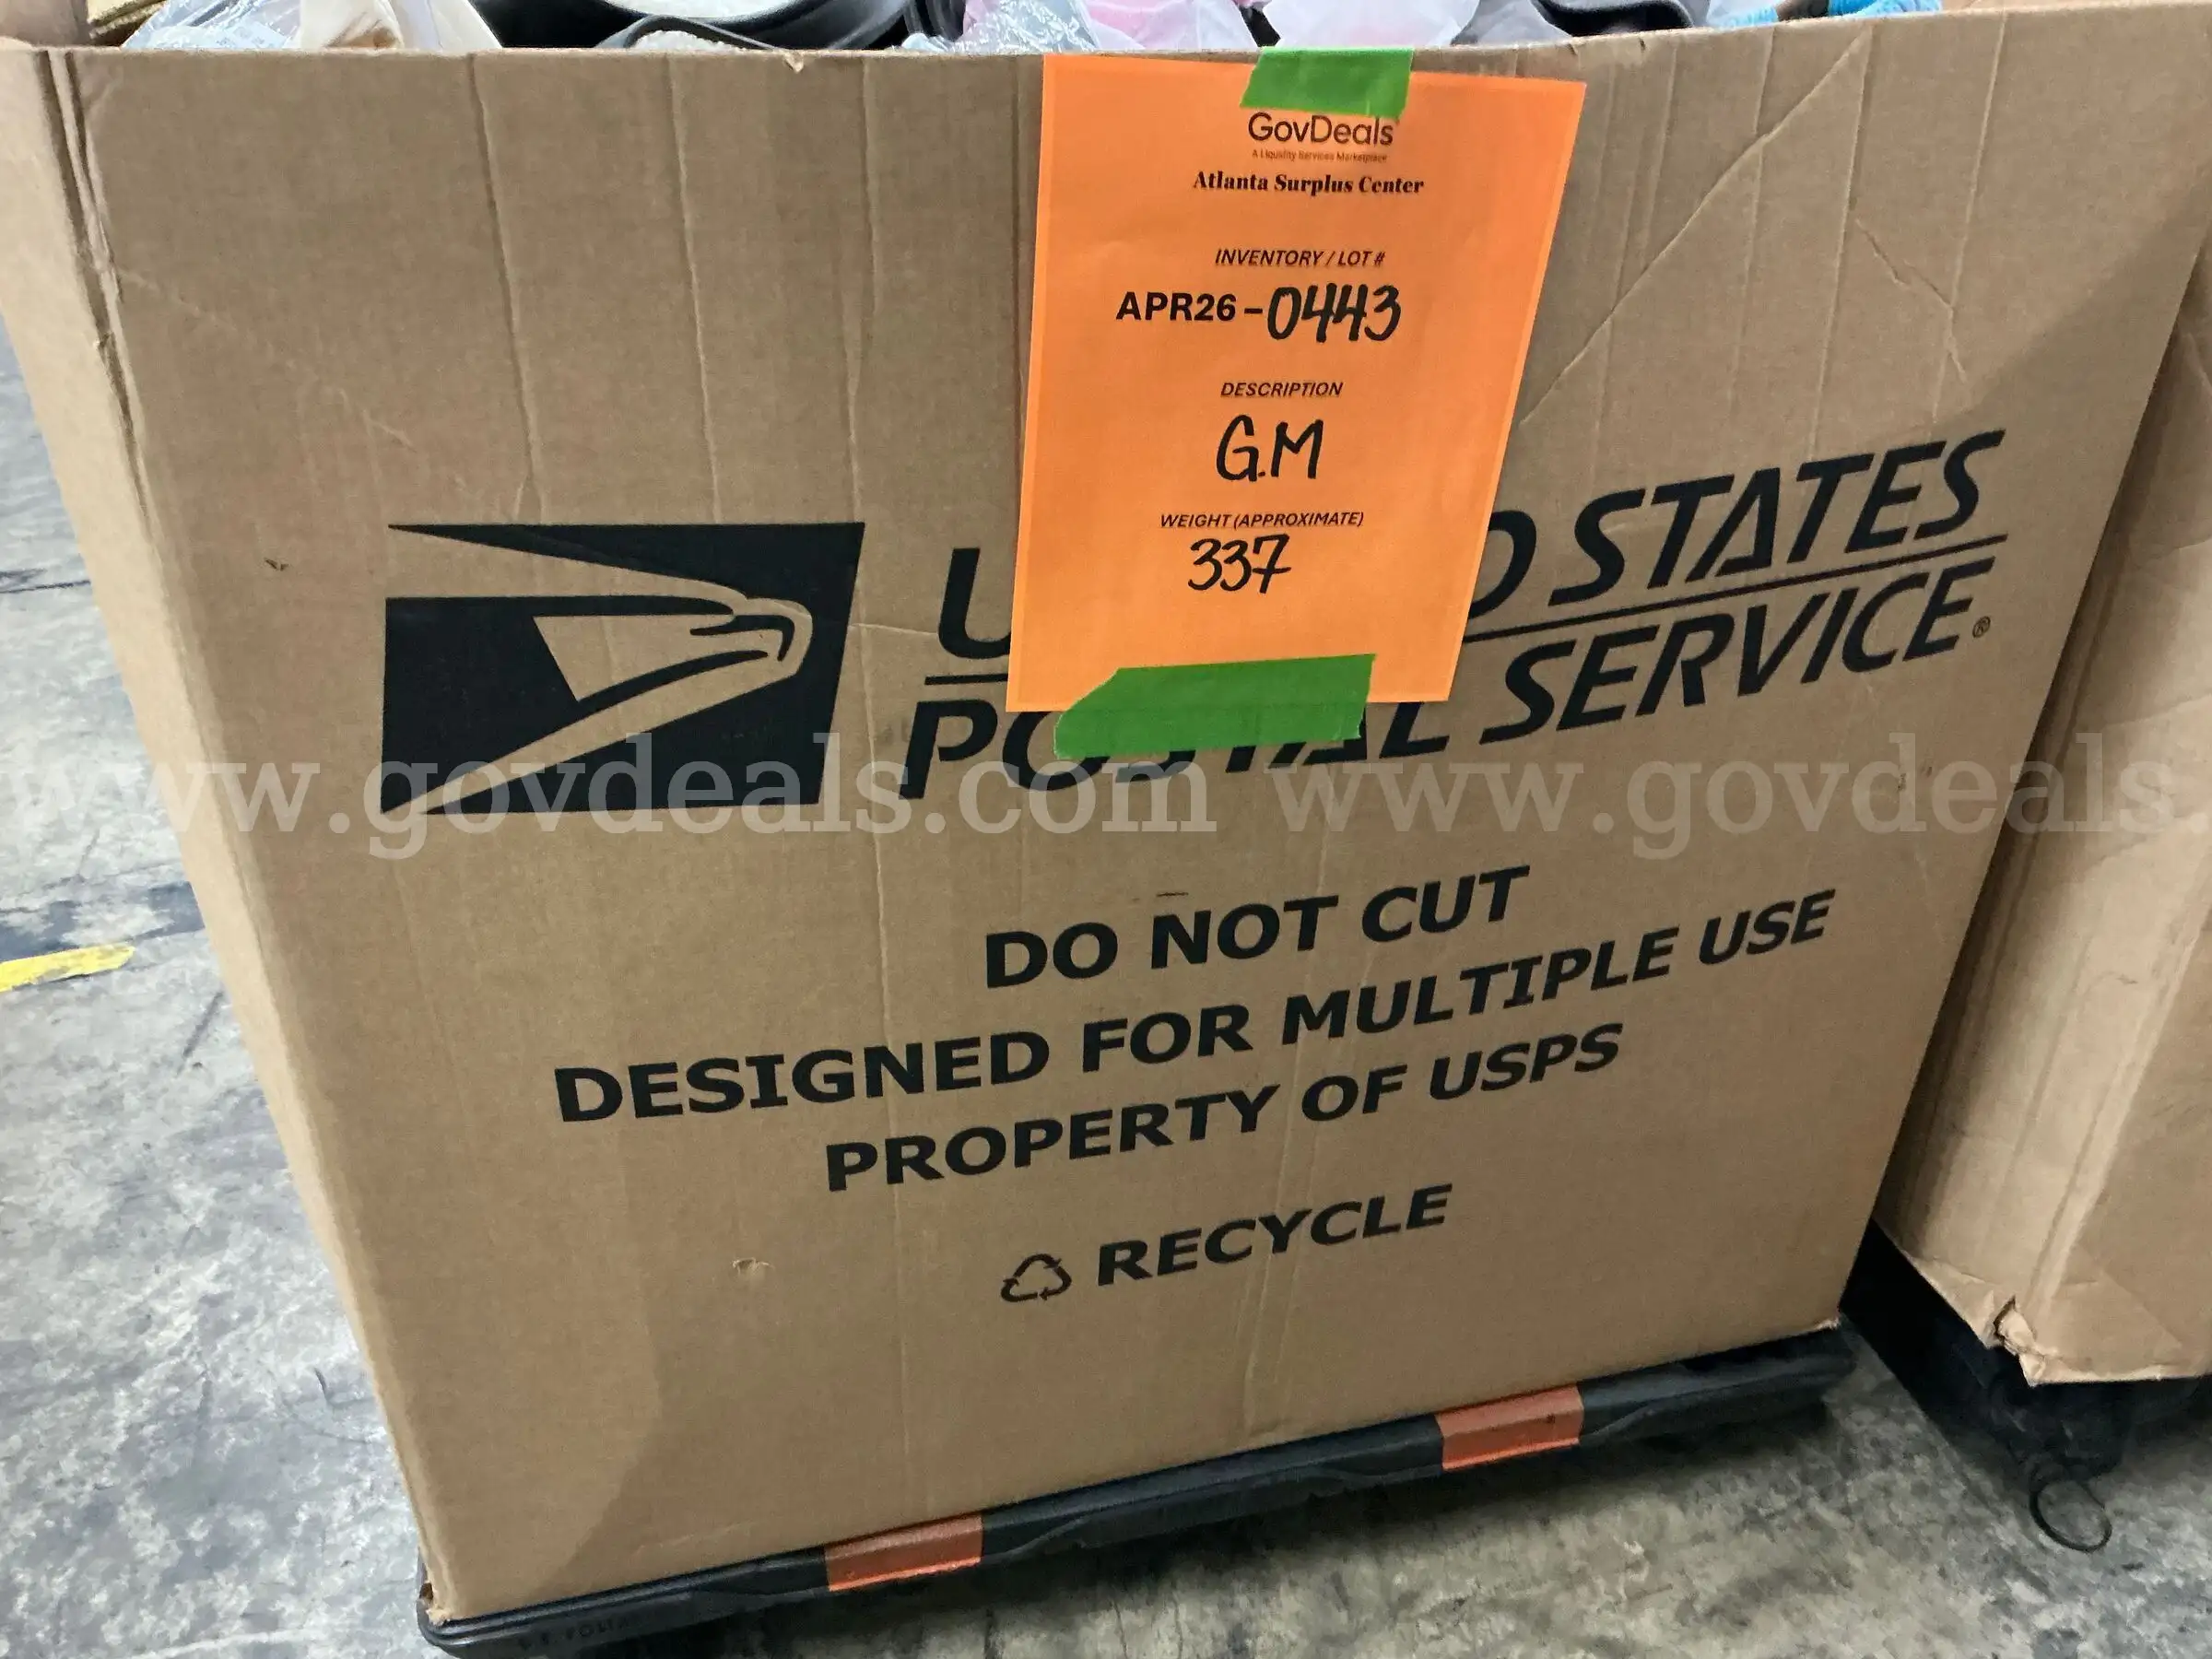 GovDeals
A Liquidity Services Marketplace
Atlanta Surplus Center
INVENTORY / LOT #
APR26-0443
DESCRIPTION
G.M
WEIGHT (APPROXIMATE)
337
STATES
POSTAL SERVICE®
www.govdeals.com www.govdeals.
DO NOT CUT
DESIGNED FOR MULTIPLE USE
PROPERTY OF USPS
RECYCLE